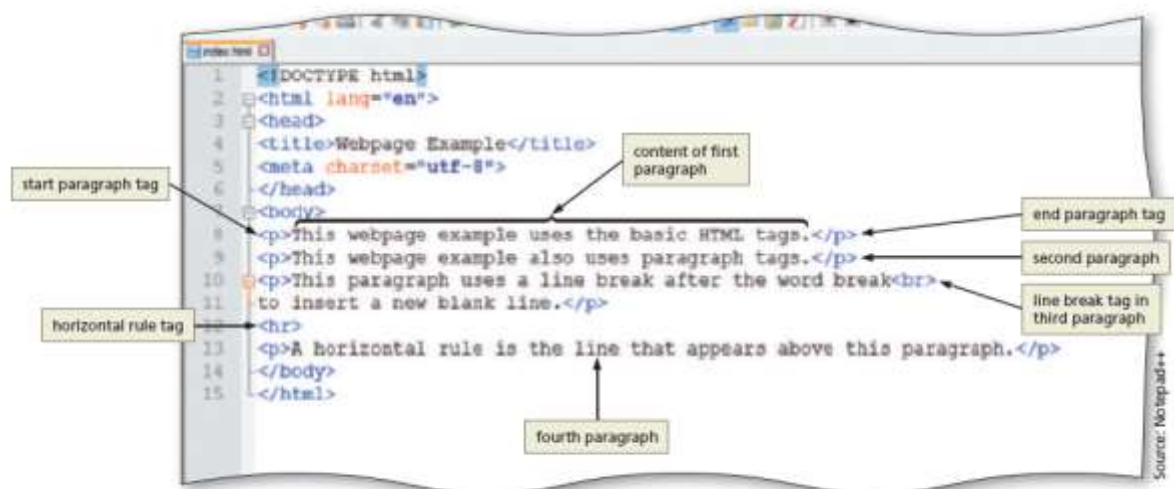 index.html
1 <!DOCTYPE html>
2 <html lang="en">
3 <head>
4 <title>Webpage Example</title>
5 <meta charset="utf-8">
6 </head>
7 <body>
8 <p>This webpage example uses the basic HTML tags.</p>
9 <p>This webpage example also uses paragraph tags.</p>
10 <p>This paragraph uses a line break after the word break<br>
11 to insert a new blank line.</p>
12 <hr>
13 <p>A horizontal rule is the line that appears above this paragraph.</p>
14 </body>
15 </html>
start paragraph tag
content of first
paragraph
end paragraph tag
second paragraph
line break tag in
third paragraph
horizontal rule tag
fourth paragraph
Source: Notepad++